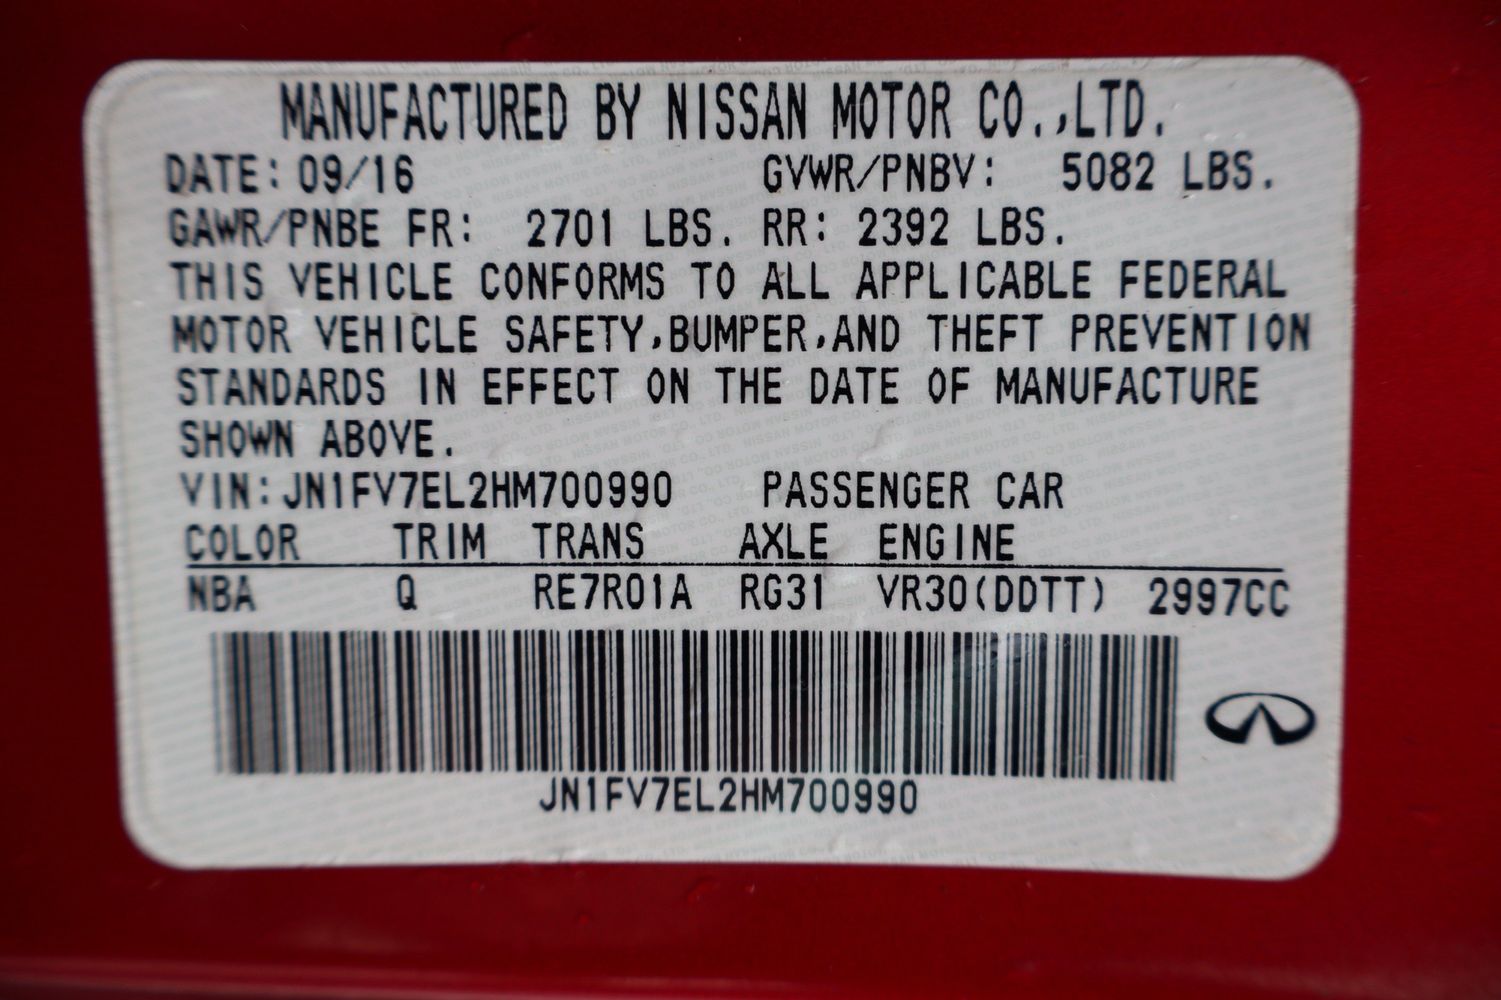 MANUFACTURED BY NISSAN MOTOR CO.,LTD.
DATE: 09/16 GVWR/PNBV: 5082 LBS.
GAWR/PNBE FR: 2701 LBS. RR: 2392 LBS.
THIS VEHICLE CONFORMS TO ALL APPLICABLE FEDERAL
MOTOR VEHICLE SAFETY,BUMPER,AND THEFT PREVENTION
STANDARDS IN EFFECT ON THE DATE OF MANUFACTURE
SHOWN ABOVE.
VIN:JN1FV7EL2HM700990 PASSENGER CAR
COLOR TRIM TRANS AXLE ENGINE
NBA Q RE7R01A RG31 VR30(DDTT) 2997CC
JN1FV7EL2HM700990